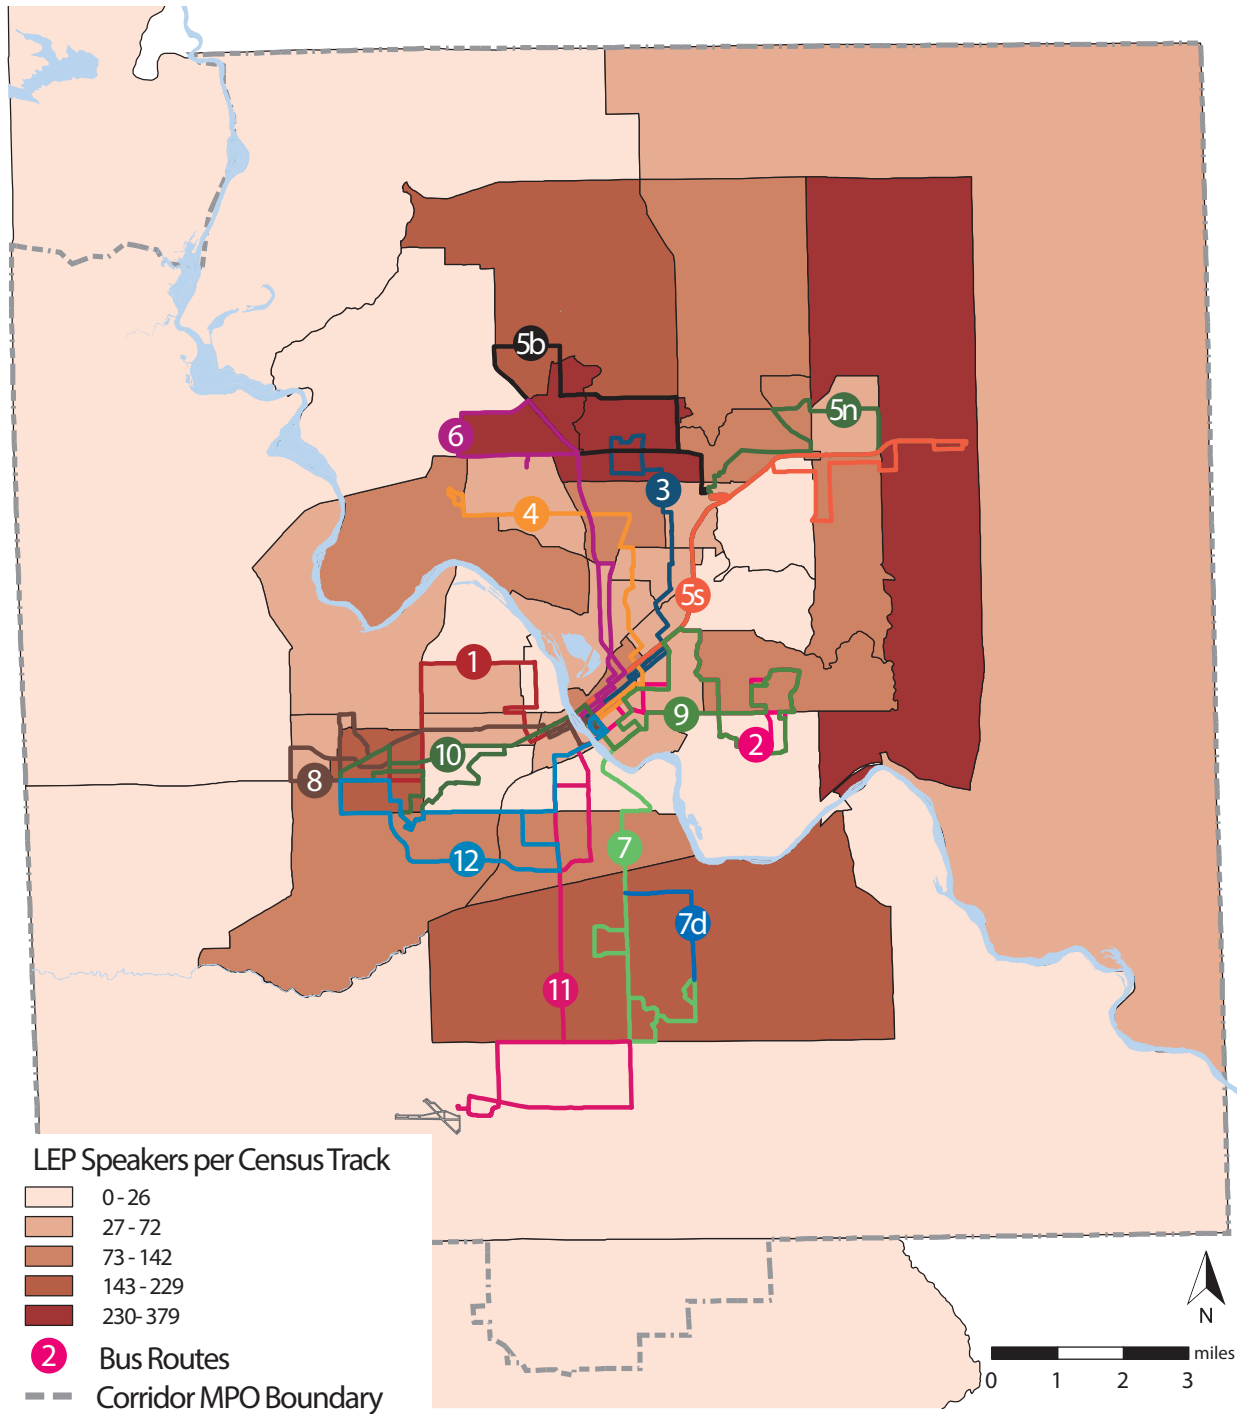 5b
5n
6
3
4
5s
1
9
2
10
8
7
12
7d
11
LEP Speakers per Census Track
0 - 26
27 - 72
73 - 142
143 - 229
230- 379
2 Bus Routes
Corridor MPO Boundary
N
miles
0 1 2 3